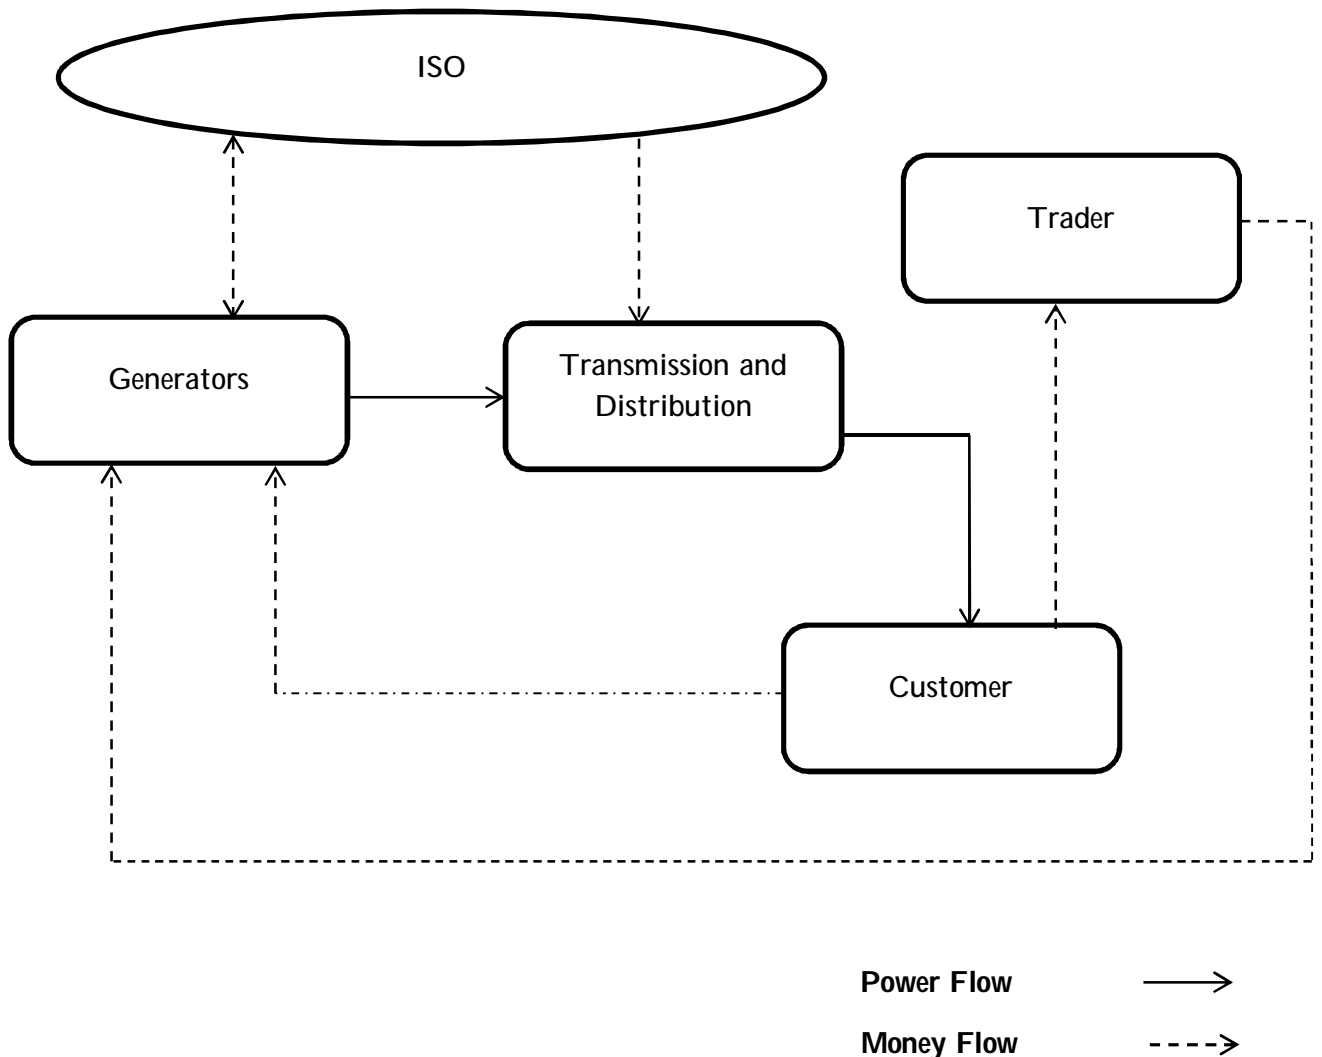 ISO
Trader
Generators
Transmission and
Distribution
Customer
Power Flow
Money Flow